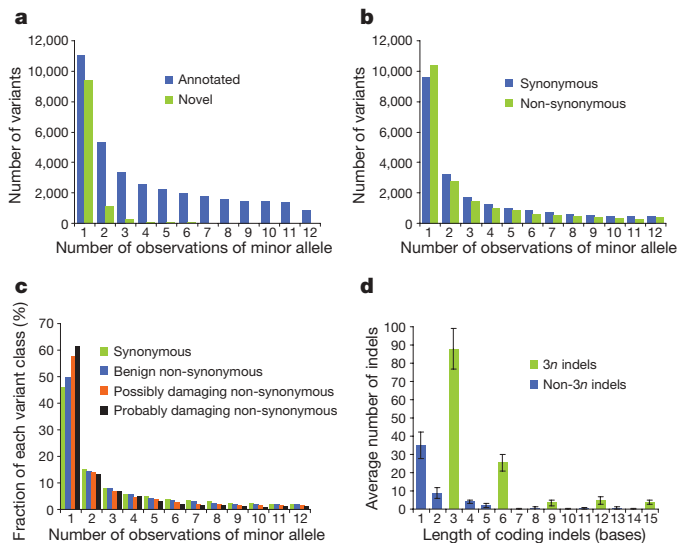 a
12,000
10,000
8,000
6,000
4,000
2,000
0
Number of variants
Annotated
Novel
1 2 3 4 5 6 7 8 9 10 11 12
Number of observations of minor allele
b
12,000
10,000
8,000
6,000
4,000
2,000
0
Number of variants
Synonymous
Non-synonymous
1 2 3 4 5 6 7 8 9 10 11 12
Number of observations of minor allele
c
70
60
50
40
30
20
10
0
Fraction of each variant class (%)
Synonymous
Benign non-synonymous
Possibly damaging non-synonymous
Probably damaging non-synonymous
1 2 3 4 5 6 7 8 9 10 11 12
Number of observations of minor allele
d
100
90
80
70
60
50
40
30
20
10
0
Average number of indels
3n indels
Non-3n indels
1 2 3 4 5 6 7 8 9 10 11 12 13 14 15
Length of coding indels (bases)